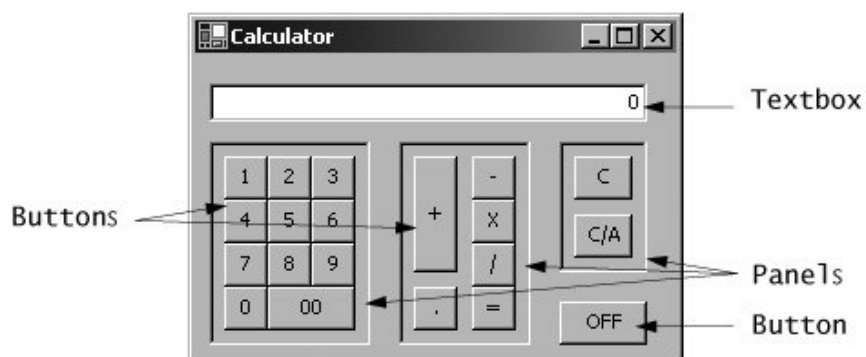 Calculator
0
Textbox
1 2 3 - C
Buttons 4 5 6 + X C/A
7 8 9 /
Panels
0 00 . = OFF
Button